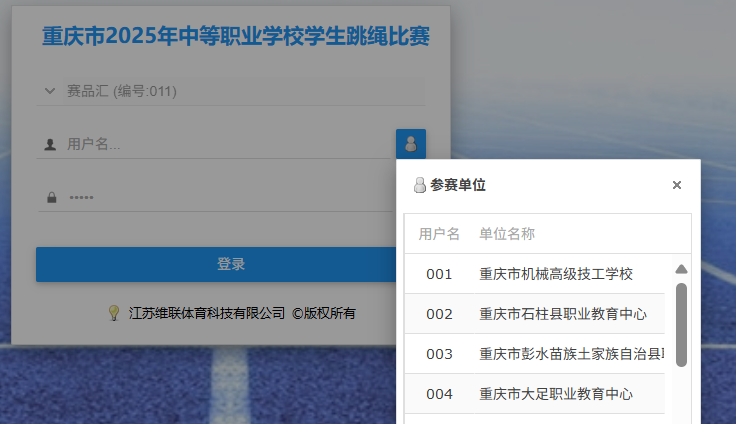 重庆市2025年中等职业学校学生跳绳比赛
赛品汇 (编号:011)
用户名...
•••••
登录
江苏维联体育科技有限公司 ©版权所有
参赛单位 ×
用户名 单位名称
001 重庆市机械高级技工学校
002 重庆市石柱县职业教育中心
003 重庆市彭水苗族土家族自治县
004 重庆市大足职业教育中心